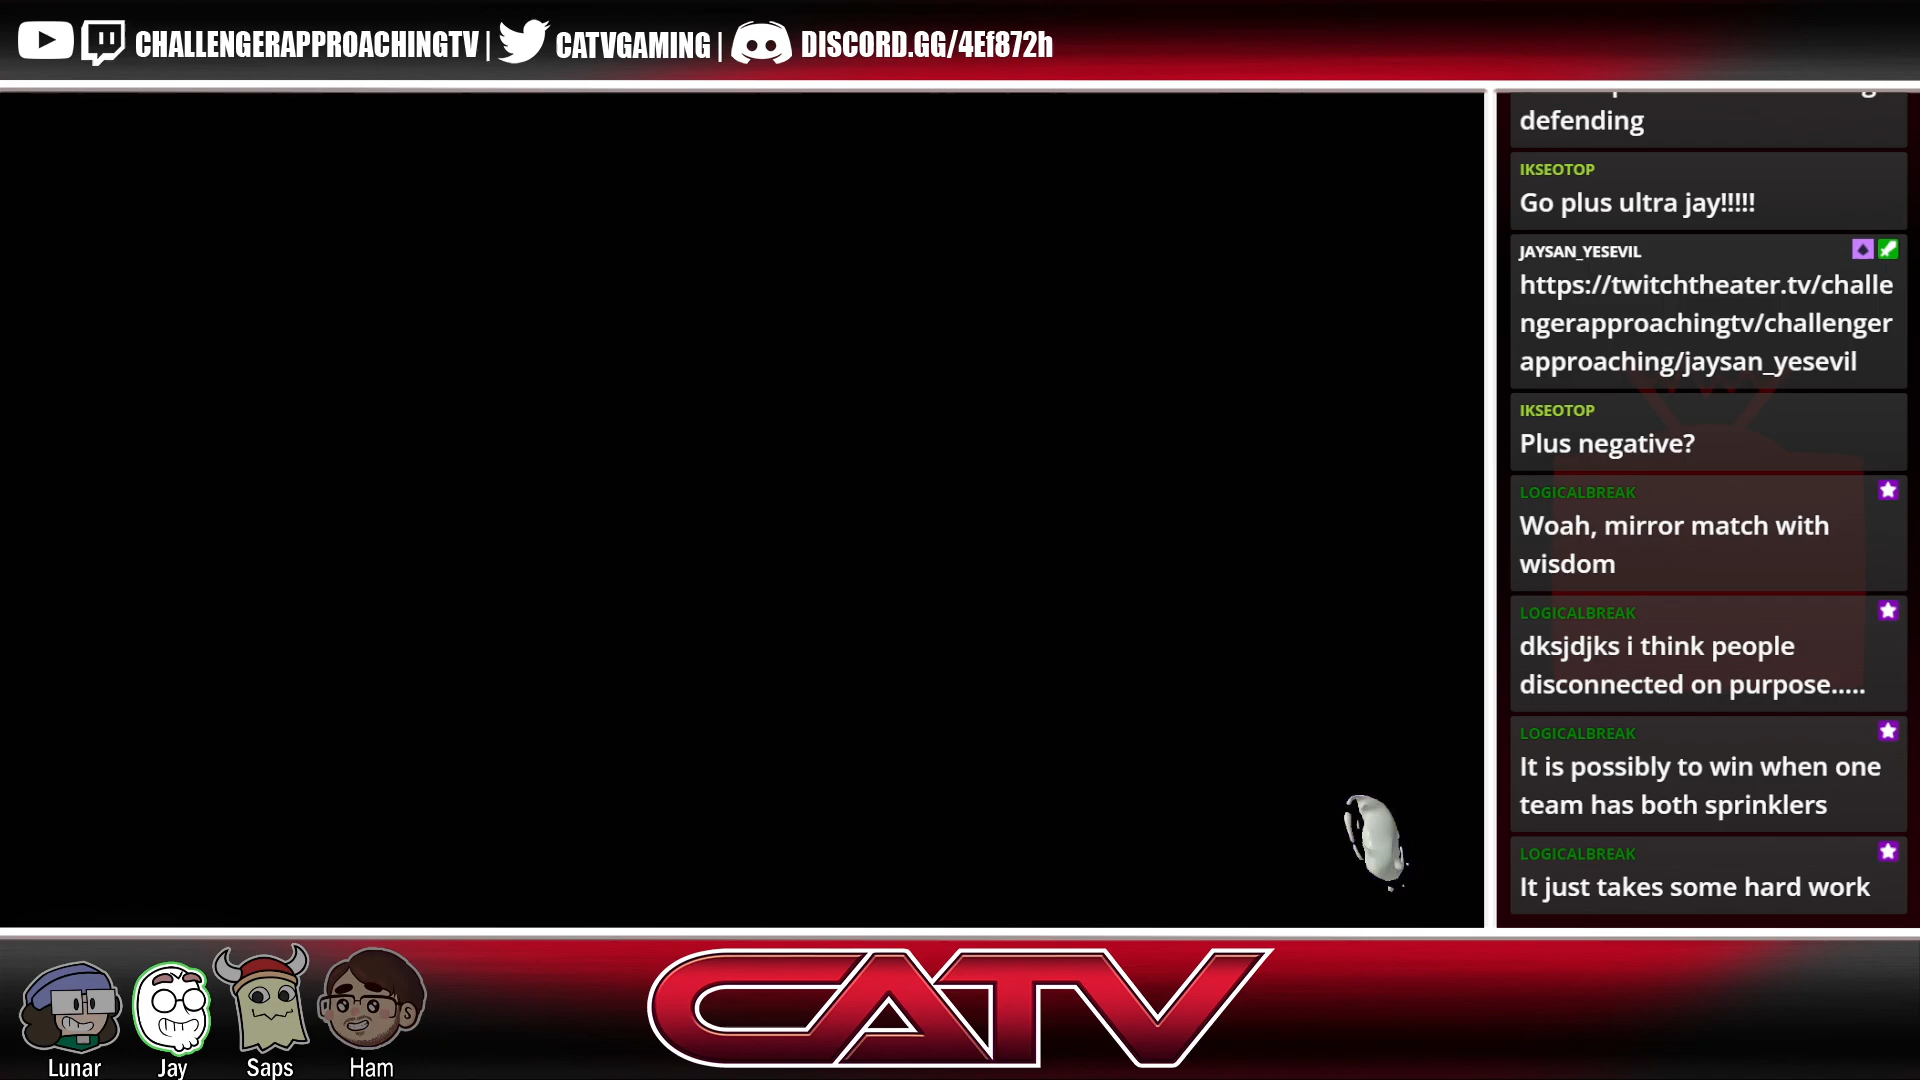 CHALLENGERAPPROACHINGTV | CATVGAMING | DISCORD.GG/4Ef872h
defending
IKSEOTOP
Go plus ultra jay!!!!!
JAYSAN_YESEVIL
https://twitchtheater.tv/challe
ngerapproachingtv/challenger
approaching/jaysan_yesevil
IKSEOTOP
Plus negative?
LOGICALBREAK
Woah, mirror match with
wisdom
LOGICALBREAK
dksjdjks i think people
disconnected on purpose.....
LOGICALBREAK
It is possibly to win when one
team has both sprinklers
LOGICALBREAK
It just takes some hard work
Lunar
Jay
Saps
Ham
S
CATV